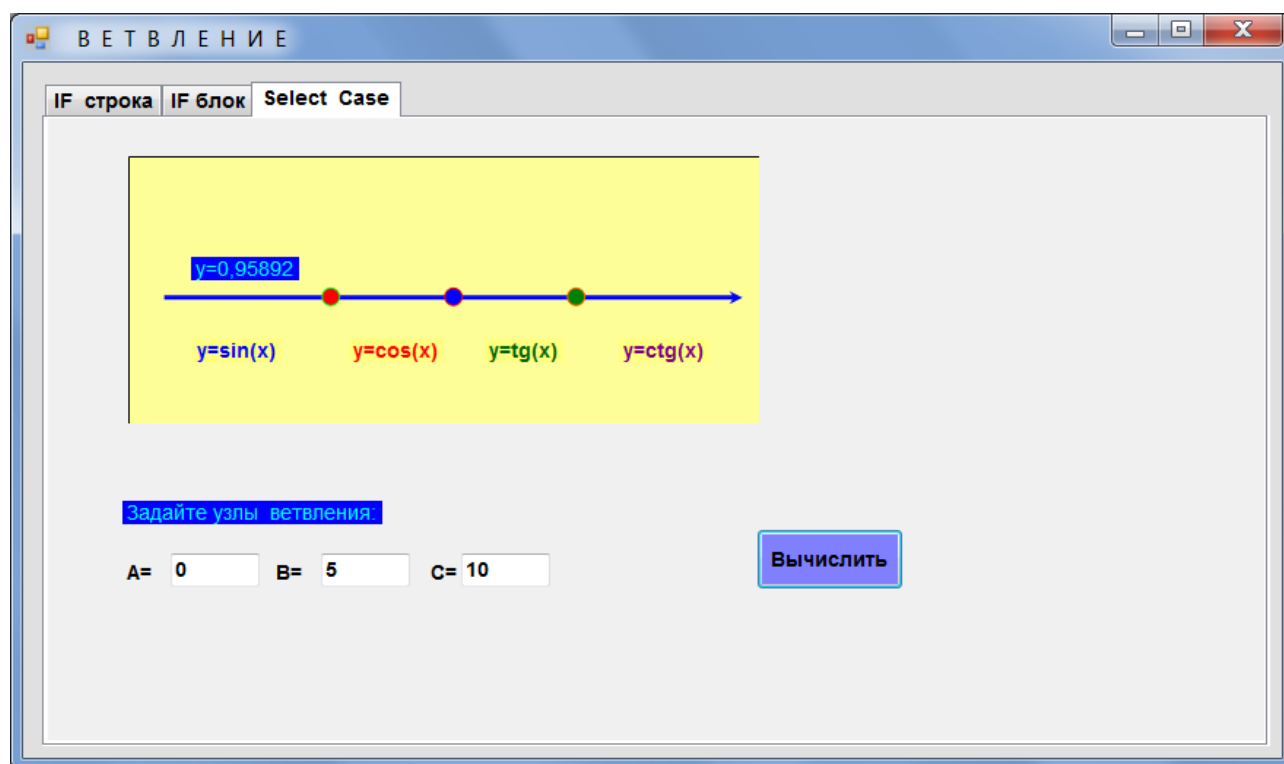 ВЕТВЛЕНИЕ
IF строка IF блок Select Case
y=0,95892
y=sin(x) y=cos(x) y=tg(x) y=ctg(x)
Задайте узлы ветвления:
A= 0 B= 5 C= 10
Вычислить